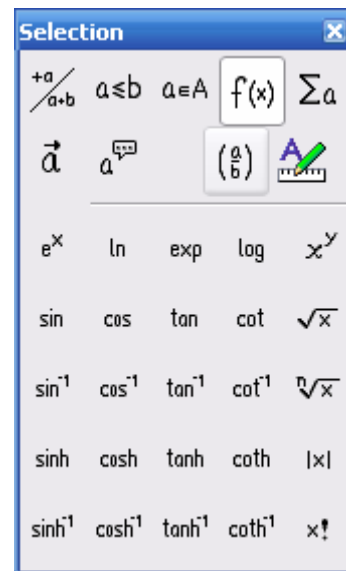 Selection
+a/a+b a≤b a∈A f(x) Σa
a⃗ a (a b)
eˣ ln exp log xʸ
sin cos tan cot √x
sin⁻¹ cos⁻¹ tan⁻¹ cot⁻¹ ⁿ√x
sinh cosh tanh coth |x|
sinh⁻¹ cosh⁻¹ tanh⁻¹ coth⁻¹ x!